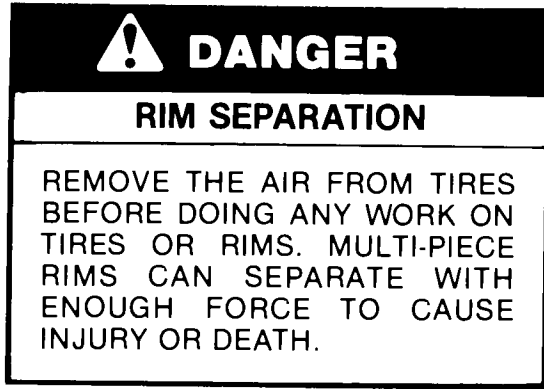 DANGER
RIM SEPARATION
REMOVE THE AIR FROM TIRES
BEFORE DOING ANY WORK ON
TIRES OR RIMS. MULTI-PIECE
RIMS CAN SEPARATE WITH
ENOUGH FORCE TO CAUSE
INJURY OR DEATH.